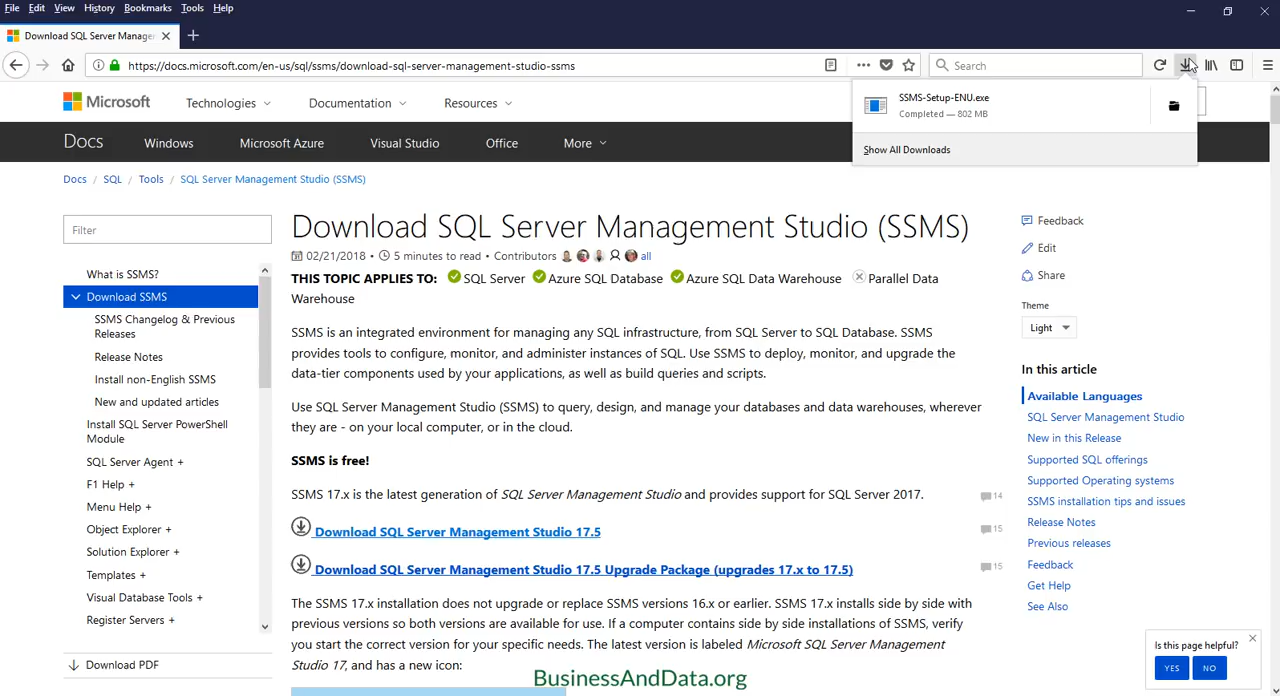 File Edit View History Bookmarks Tools Help
Download SQL Server Manager
https://docs.microsoft.com/en-us/sql/ssms/download-sql-server-management-studio-ssms
Search
SSMS-Setup-ENU.exe
Completed — 802 MB
Show All Downloads
Microsoft Technologies Documentation Resources
Docs Windows Microsoft Azure Visual Studio Office More
Docs / SQL / Tools / SQL Server Management Studio (SSMS)
Filter
What is SSMS?
Download SSMS
SSMS Changelog & Previous
Releases
Release Notes
Install non-English SSMS
New and updated articles
Install SQL Server PowerShell
Module
SQL Server Agent +
F1 Help +
Menu Help +
Object Explorer +
Solution Explorer +
Templates +
Visual Database Tools +
Register Servers +
Download PDF
Download SQL Server Management Studio (SSMS)
02/21/2018 • 5 minutes to read • Contributors all
THIS TOPIC APPLIES TO: SQL Server Azure SQL Database Azure SQL Data Warehouse Parallel Data
Warehouse
SSMS is an integrated environment for managing any SQL infrastructure, from SQL Server to SQL Database. SSMS
provides tools to configure, monitor, and administer instances of SQL. Use SSMS to deploy, monitor, and upgrade the
data-tier components used by your applications, as well as build queries and scripts.
Use SQL Server Management Studio (SSMS) to query, design, and manage your databases and data warehouses, wherever
they are - on your local computer, or in the cloud.
SSMS is free!
SSMS 17.x is the latest generation of SQL Server Management Studio and provides support for SQL Server 2017. 14
Download SQL Server Management Studio 17.5 15
Download SQL Server Management Studio 17.5 Upgrade Package (upgrades 17.x to 17.5) 15
The SSMS 17.x installation does not upgrade or replace SSMS versions 16.x or earlier. SSMS 17.x installs side by side with
previous versions so both versions are available for use. If a computer contains side by side installations of SSMS, verify
you start the correct version for your specific needs. The latest version is labeled Microsoft SQL Server Management
Studio 17, and has a new icon:
Feedback
Edit
Share
Theme
Light
In this article
Available Languages
SQL Server Management Studio
New in this Release
Supported SQL offerings
Supported Operating systems
SSMS installation tips and issues
Release Notes
Previous releases
Feedback
Get Help
See Also
Is this page helpful?
YES NO
BusinessAndData.org